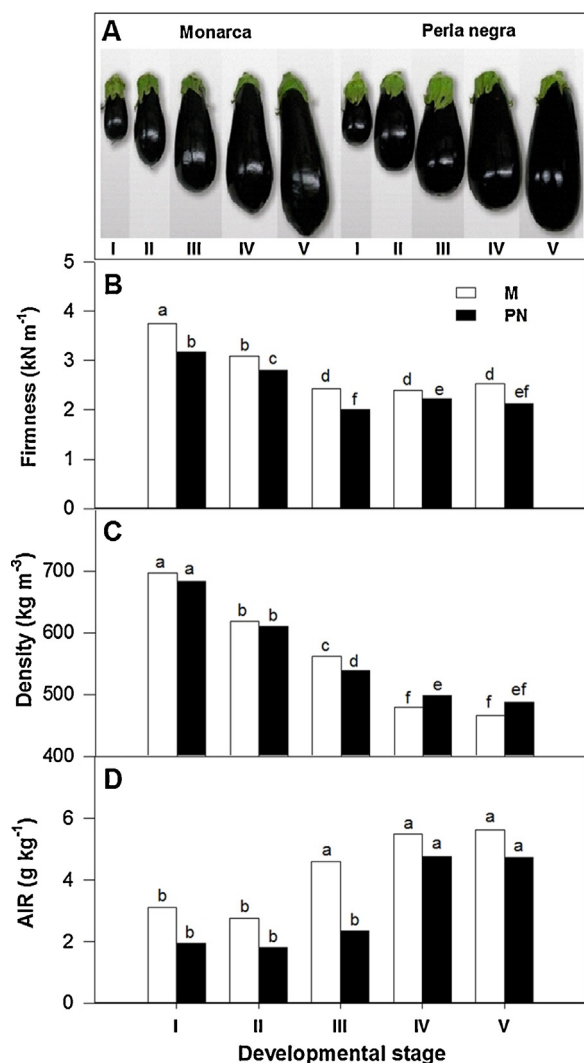 A
Monarca Perla negra
I II III IV V I II III IV V
B
M
PN
Firmness (kN m-1)
5
4
3
2
1
0
a b b c d f d e d ef
C
Density (kg m-3)
700
600
500
400
a a b b c d f e f ef
D
AIR (g kg-1)
6
4
2
0
b b b b a b a a a a
I II III IV V
Developmental stage